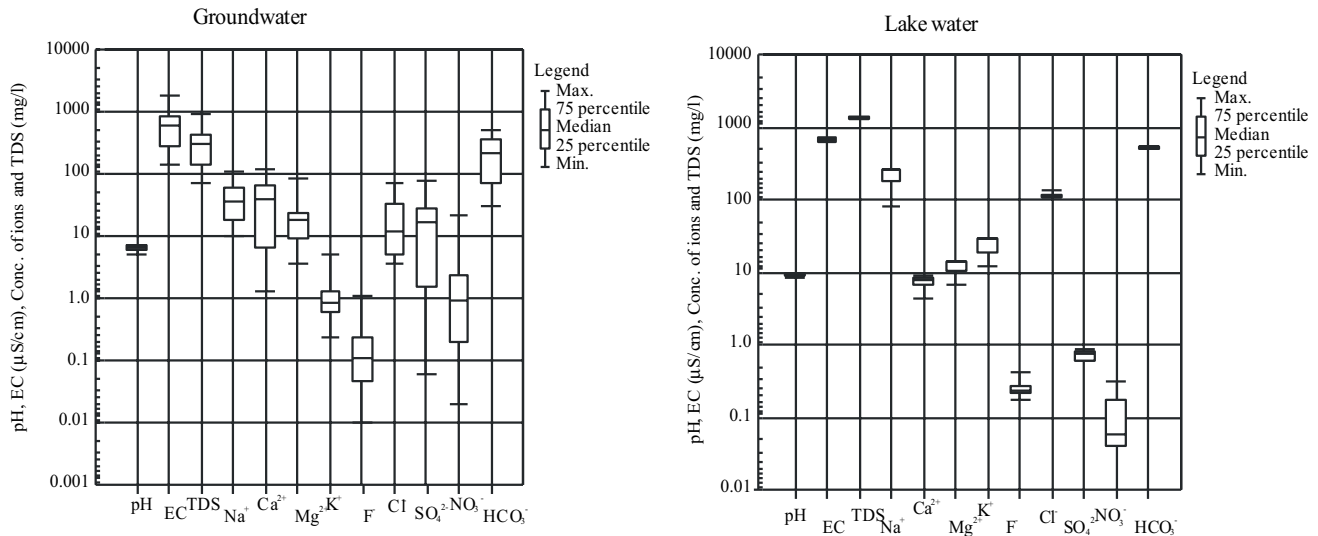 Groundwater
pH, EC (µS/cm), Conc. of ions and TDS (mg/l)
10000
1000
100
10
1.0
0.1
0.01
0.001
pH
EC
TDS
Na⁺
Ca²⁺
Mg²⁺
K⁺
F⁻
Cl
SO₄²⁻
NO₃⁻
HCO₃⁻
Legend
Max.
75 percentile
Median
25 percentile
Min.
Lake water
pH, EC (µS/cm), Conc. of ions and TDS (mg/l)
10000
1000
100
10
1.0
0.1
0.01
pH
EC
TDS
Na⁺
Ca²⁺
Mg²⁺
K⁺
F⁻
Cl⁻
SO₄²⁻
NO₃⁻
HCO₃⁻
Legend
Max.
75 percentile
Median
25 percentile
Min.